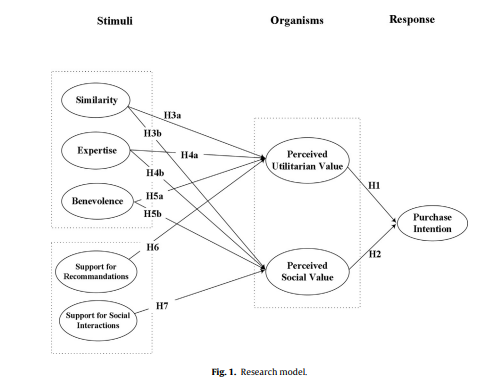 Stimuli
Organisms
Response
Similarity
H3a
H3b
Expertise
H4a
H4b
Perceived
Utilitarian Value
Benevolence
H5a
H5b
H1
Purchase
Intention
H6
H2
Support for
Recommandations
Perceived
Social Value
Support for Social
Interactions
H7
Fig. 1. Research model.